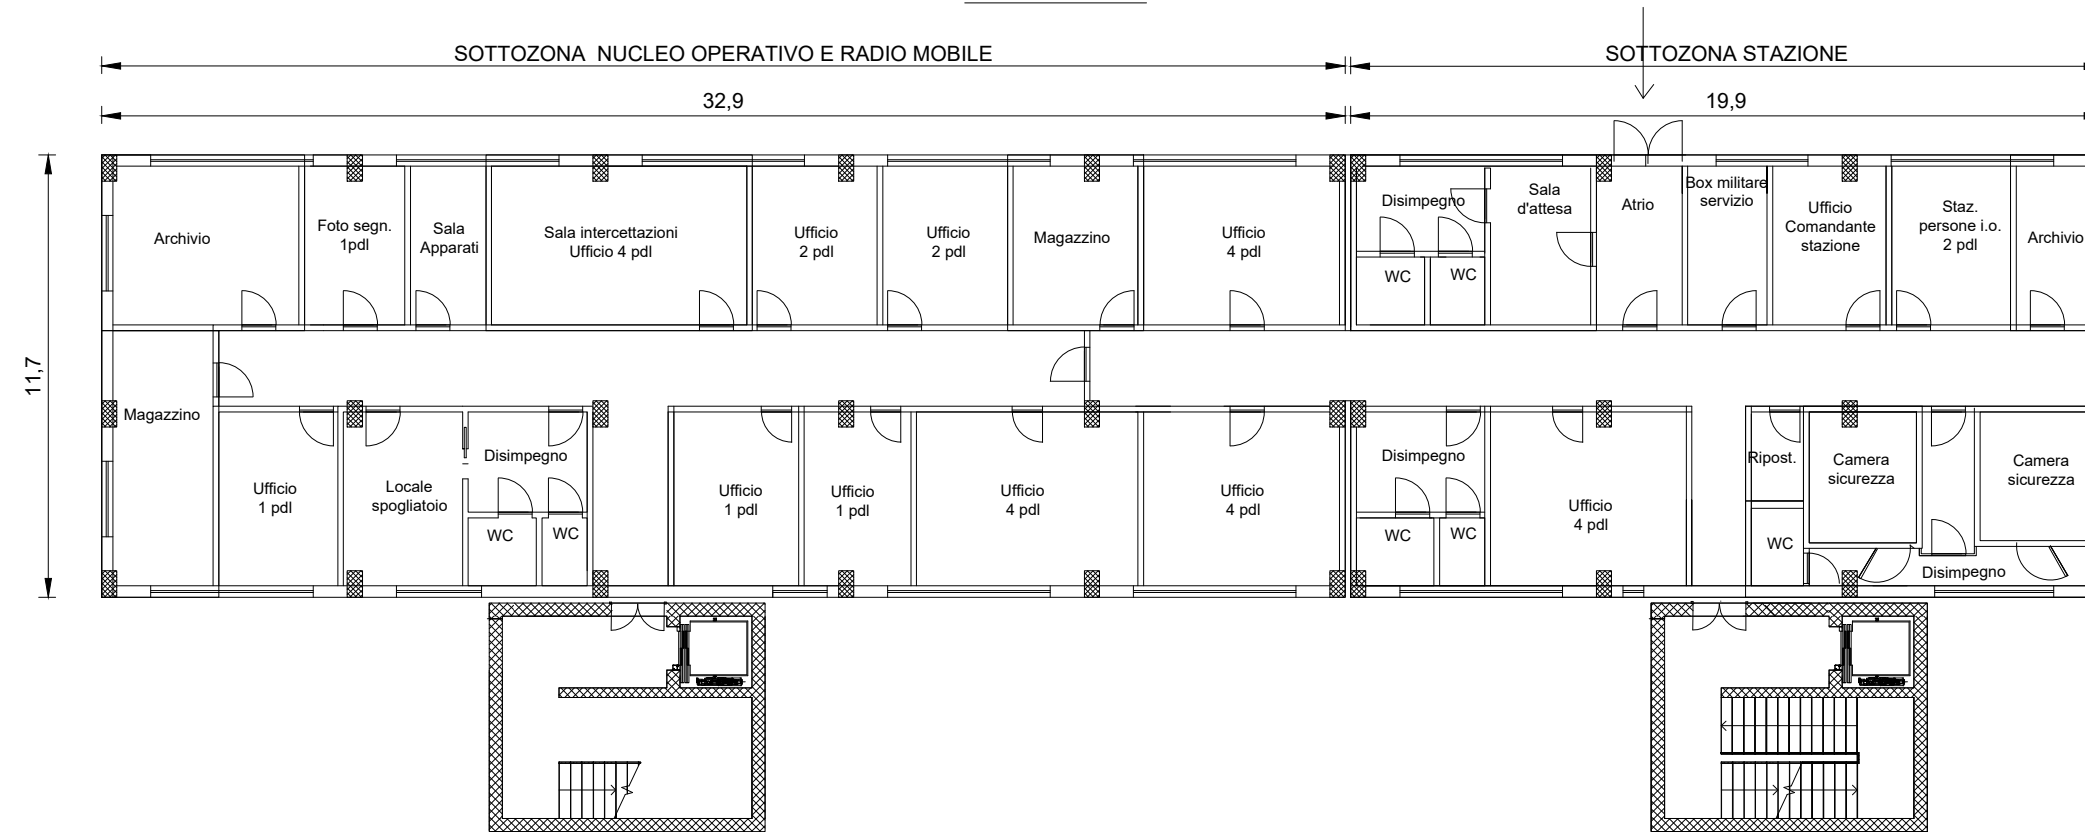 SOTTOZONA NUCLEO OPERATIVO E RADIO MOBILE
SOTTOZONA STAZIONE
32,9
19,9
11,7
Archivio
Foto segn.
1pdl
Sala
Apparati
Sala intercettazioni
Ufficio 4 pdl
Ufficio
2 pdl
Ufficio
2 pdl
Magazzino
Ufficio
4 pdl
Disimpegno
WC
WC
Sala
d'attesa
Atrio
Box militare
servizio
Ufficio
Comandante
stazione
Staz.
persone i.o.
2 pdl
Archivio
Magazzino
Ufficio
1 pdl
Locale
spogliatoio
Disimpegno
WC
WC
Ufficio
1 pdl
Ufficio
1 pdl
Ufficio
4 pdl
Ufficio
4 pdl
Disimpegno
WC
WC
Ufficio
4 pdl
Ripost.
WC
Camera
sicurezza
Camera
sicurezza
Disimpegno